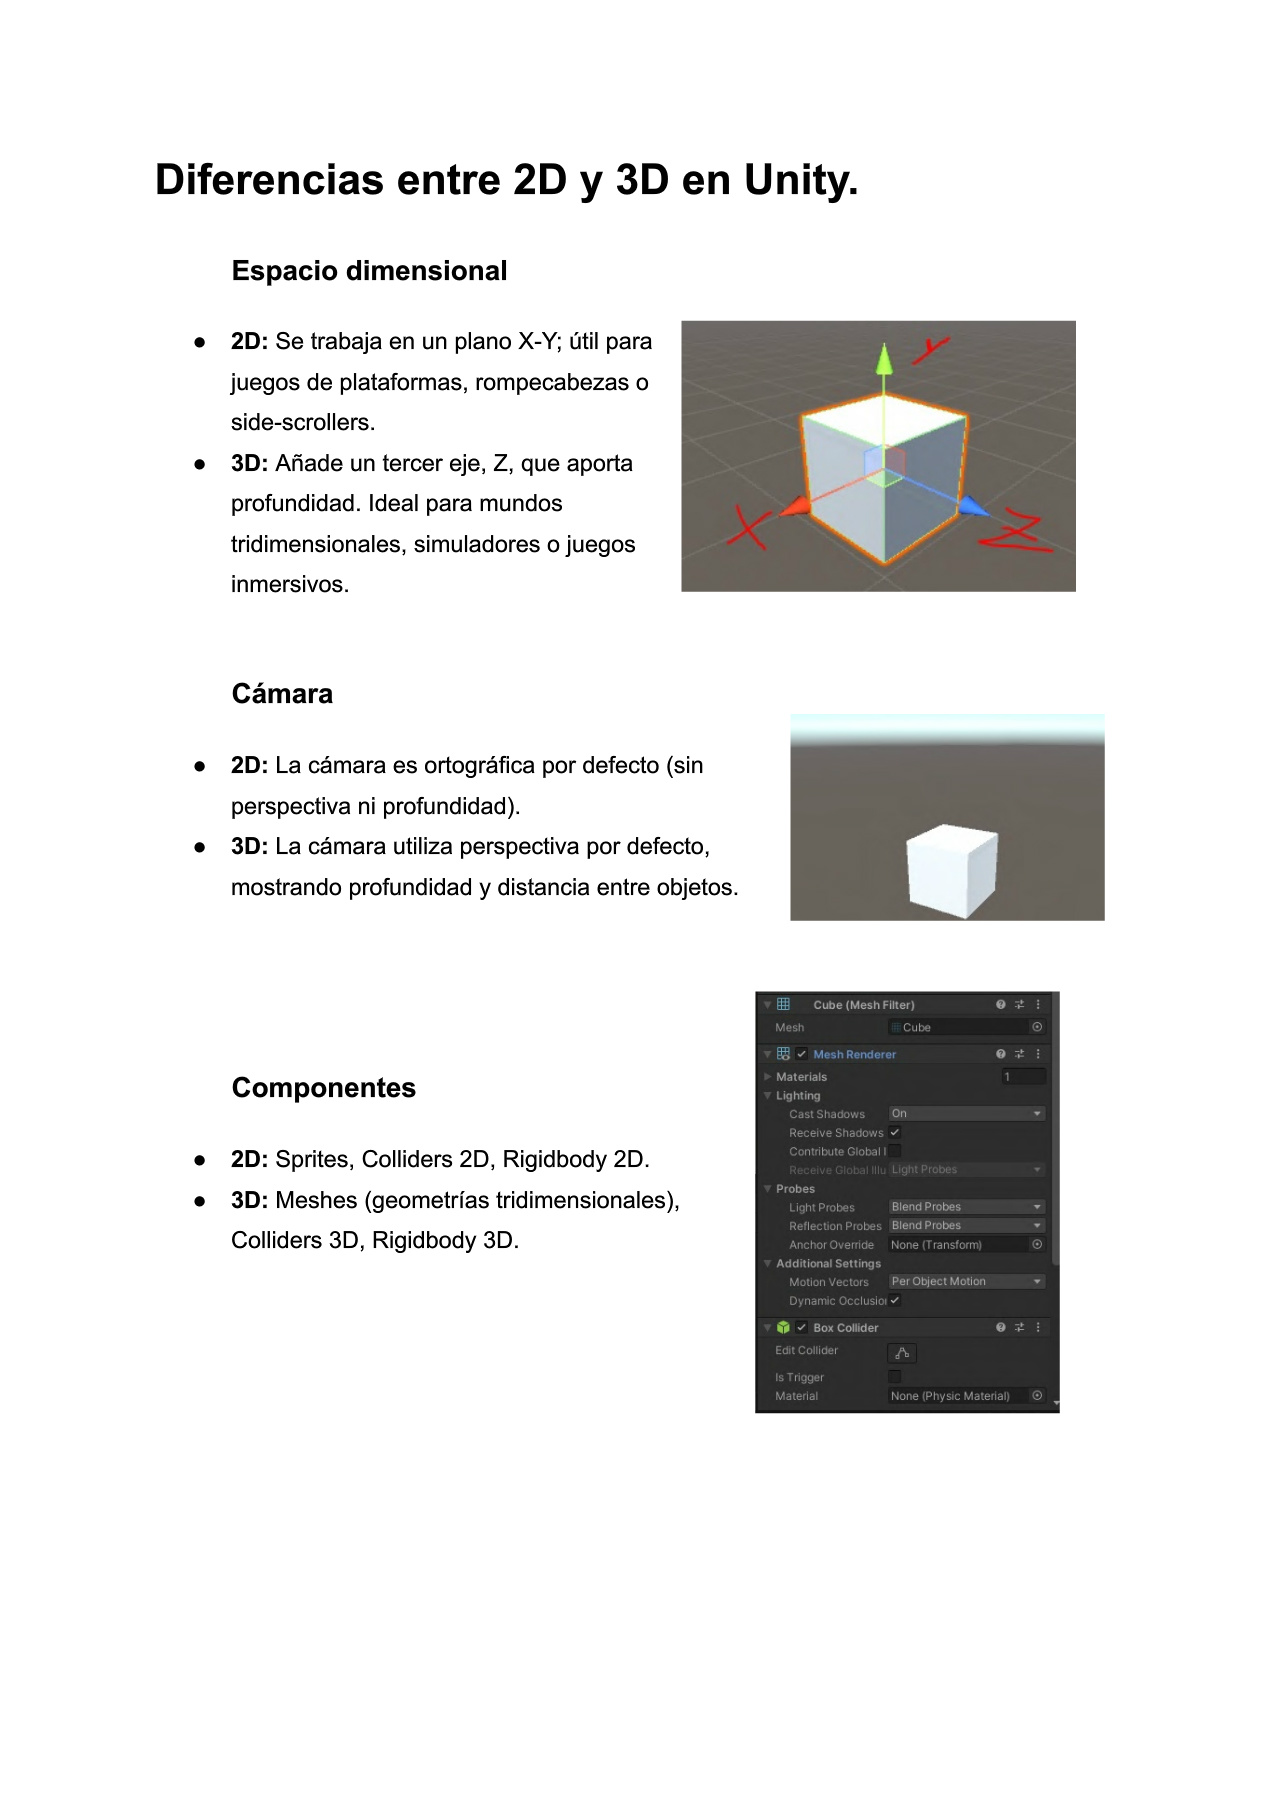 Diferencias entre 2D y 3D en Unity.
Espacio dimensional
● 2D: Se trabaja en un plano X-Y; útil para
juegos de plataformas, rompecabezas o
side-scrollers.
● 3D: Añade un tercer eje, Z, que aporta
profundidad. Ideal para mundos
tridimensionales, simuladores o juegos
inmersivos.
Y
X
Z
Cámara
● 2D: La cámara es ortográfica por defecto (sin
perspectiva ni profundidad).
● 3D: La cámara utiliza perspectiva por defecto,
mostrando profundidad y distancia entre objetos.
Componentes
● 2D: Sprites, Colliders 2D, Rigidbody 2D.
● 3D: Meshes (geometrías tridimensionales),
Colliders 3D, Rigidbody 3D.
Cube (Mesh Filter)
Mesh Cube
Mesh Renderer
Materials 1
Lighting
Cast Shadows On
Receive Shadows
Contribute Global I
Receive Global Illu Light Probes
Probes
Light Probes Blend Probes
Reflection Probes Blend Probes
Anchor Override None (Transform)
Additional Settings
Motion Vectors Per Object Motion
Dynamic Occlusio
Box Collider
Edit Collider
Is Trigger
Material None (Physic Material)